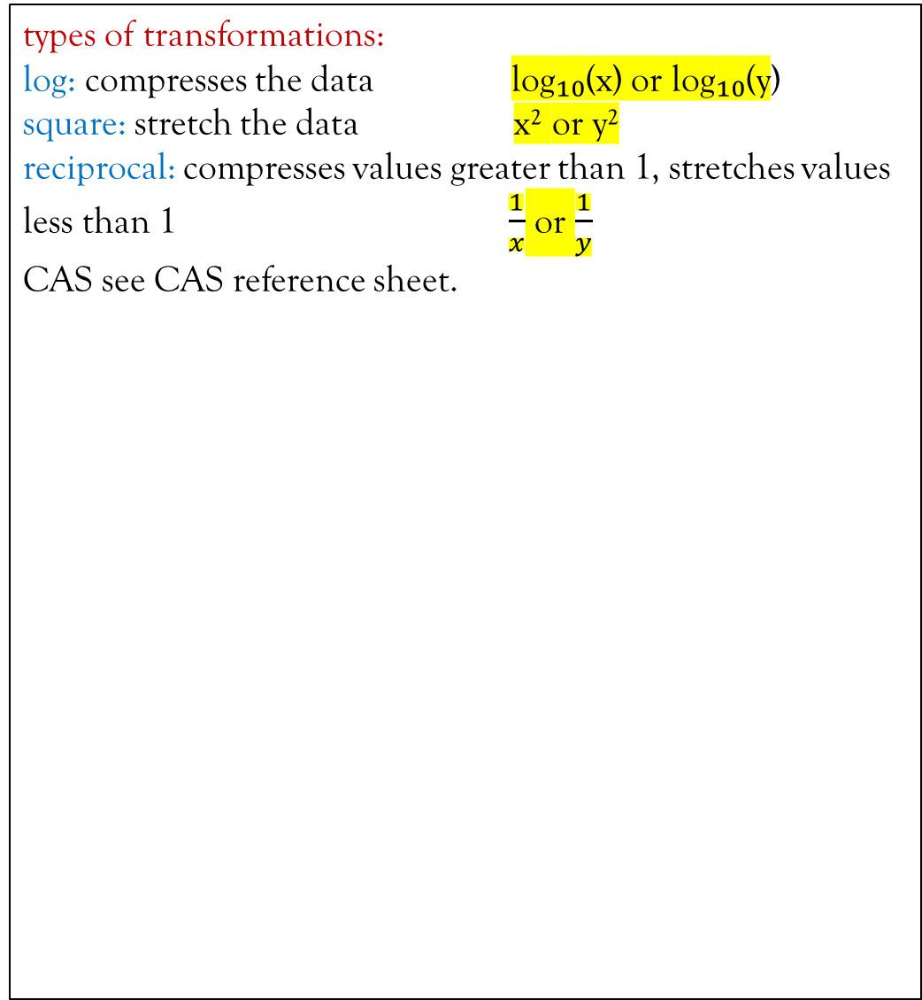 types of transformations:
log: compresses the data log₁₀(x) or log₁₀(y)
square: stretch the data x² or y²
reciprocal: compresses values greater than 1, stretches values
less than 1 1/x or 1/y
CAS see CAS reference sheet.